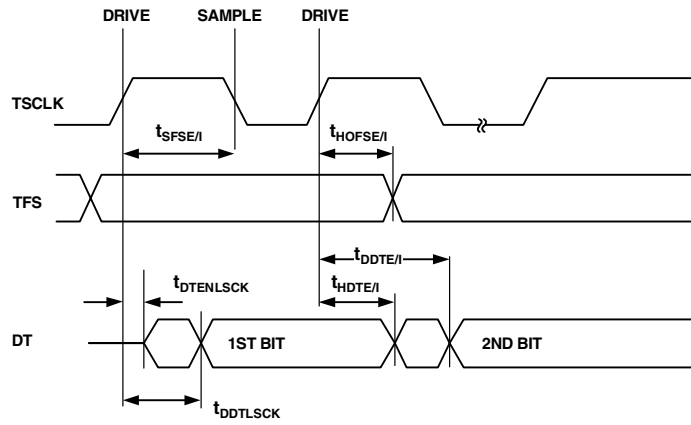 DRIVE SAMPLE DRIVE
TSCLK
tSFSE/I tHOFSE/I
TFS
tDDTE/I
tDTENLSCK tHDTE/I
DT 1ST BIT 2ND BIT
tDDTLSCK